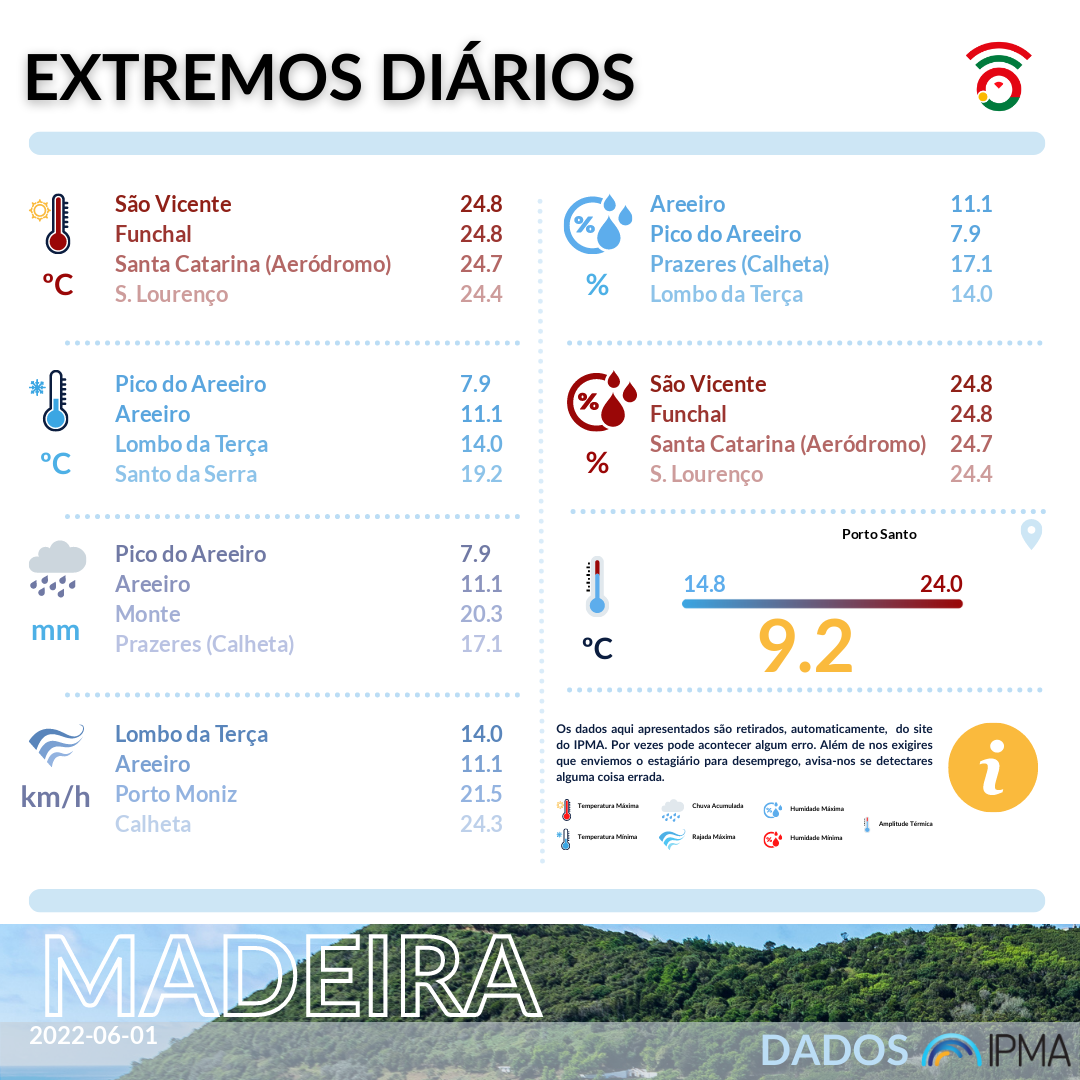 EXTREMOS DIÁRIOS
São Vicente 24.8
Funchal 24.8
Santa Catarina (Aeródromo) 24.7
S. Lourenço 24.4
ºC
Pico do Areeiro 7.9
Areeiro 11.1
Lombo da Terça 14.0
Santo da Serra 19.2
ºC
Pico do Areeiro 7.9
Areeiro 11.1
Monte 20.3
Prazeres (Calheta) 17.1
mm
Lombo da Terça 14.0
Areeiro 11.1
Porto Moniz 21.5
Calheta 24.3
km/h
%
Areeiro 11.1
Pico do Areeiro 7.9
Prazeres (Calheta) 17.1
Lombo da Terça 14.0
%
%
São Vicente 24.8
Funchal 24.8
Santa Catarina (Aeródromo) 24.7
S. Lourenço 24.4
%
Porto Santo
14.8 24.0
9.2
ºC
Os dados aqui apresentados são retirados, automaticamente, do site
do IPMA. Por vezes pode acontecer algum erro. Além de nos exigires
que enviemos o estagiário para desemprego, avisa-nos se detectares
alguma coisa errada.
i
Temperatura Máxima Chuva Acumulada Humidade Máxima
Amplitude Térmica
Temperatura Mínima Rajada Máxima Humidade Mínima
MADEIRA
2022-06-01
DADOS IPMA